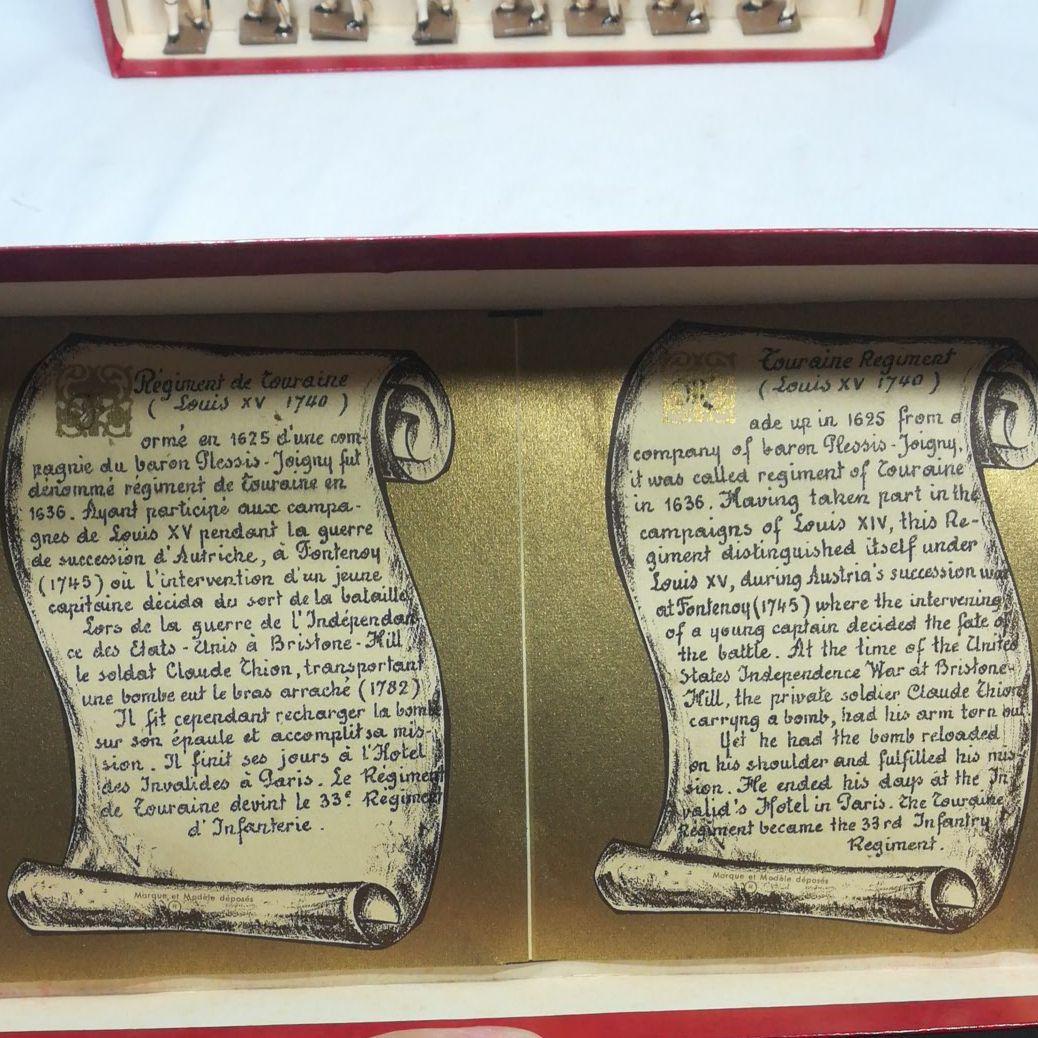 Régiment de Touraine
( Louis XV 1740 )
Formé en 1625 d'une com-
pagnie du baron Plessis-Joigny fut
dénommé régiment de Touraine en
1636. Ayant participé aux campa-
gnes de Louis XV pendant la guerre
de succession d'Autriche, à Fontenoy
(1745) où l'intervention d'un jeune
capitaine décida du sort de la bataille
Lors de la guerre de l'Indépendan
ce des Etats-Unis à Bristone-Hill,
le soldat Claude Thion, transportant
une bombe eut le bras arraché (1782)
Il fit cependant recharger la bombe
sur son épaule et accomplit sa mis-
sion. Il finit ses jours à l'Hotel
des Invalides à Paris. Le Régiment
de Touraine devint le 33e Régiment
d'Infanterie.
Marque et Modèle déposés
Touraine Regiment
( Louis XV 1740 )
Made up in 1625 from a
company of baron Plessis-Joigny,
it was called regiment of Touraine
in 1636. Having taken part in the
campaigns of Louis XIV, this Re-
giment distinguished itself under
Louis XV, during Austria's succession war
at Fontenoy (1745) where the intervening
of a young captain decided the fate of
the battle. At the time of the United
States Independence War at Bristone-
Hill, the private soldier Claude Thion
carryng a bomb, had his arm torn out.
Yet he had the bomb reloaded
on his shoulder and fulfilled his mis-
sion. He ended his days at the In
valid's Hotel in Paris. The Touraine
Regiment became the 33rd Infantry
Regiment.
Marque et Modèle déposés